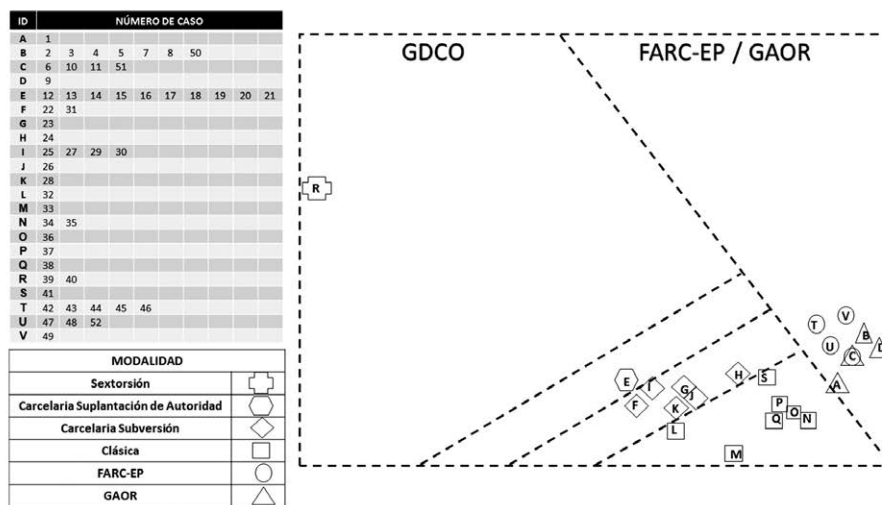 ID NÚMERO DE CASO
A 1
B 2 3 4 5 7 8 50
C 6 10 11 51
D 9
E 12 13 14 15 16 17 18 19 20 21
F 22 31
G 23
H 24
I 25 27 29 30
J 26
K 28
L 32
M 33
N 34 35
O 36
P 37
Q 38
R 39 40
S 41
T 42 43 44 45 46
U 47 48 52
V 49
MODALIDAD
Sextorsión
Carcelaria Suplantación de Autoridad
Carcelaria Subversión
Clásica
FARC-EP
GAOR
GDCO
FARC-EP / GAOR
R
V
T
B
U
D
C
H
S
E
I
A
G
J
F
K
P
O
Q
N
L
M